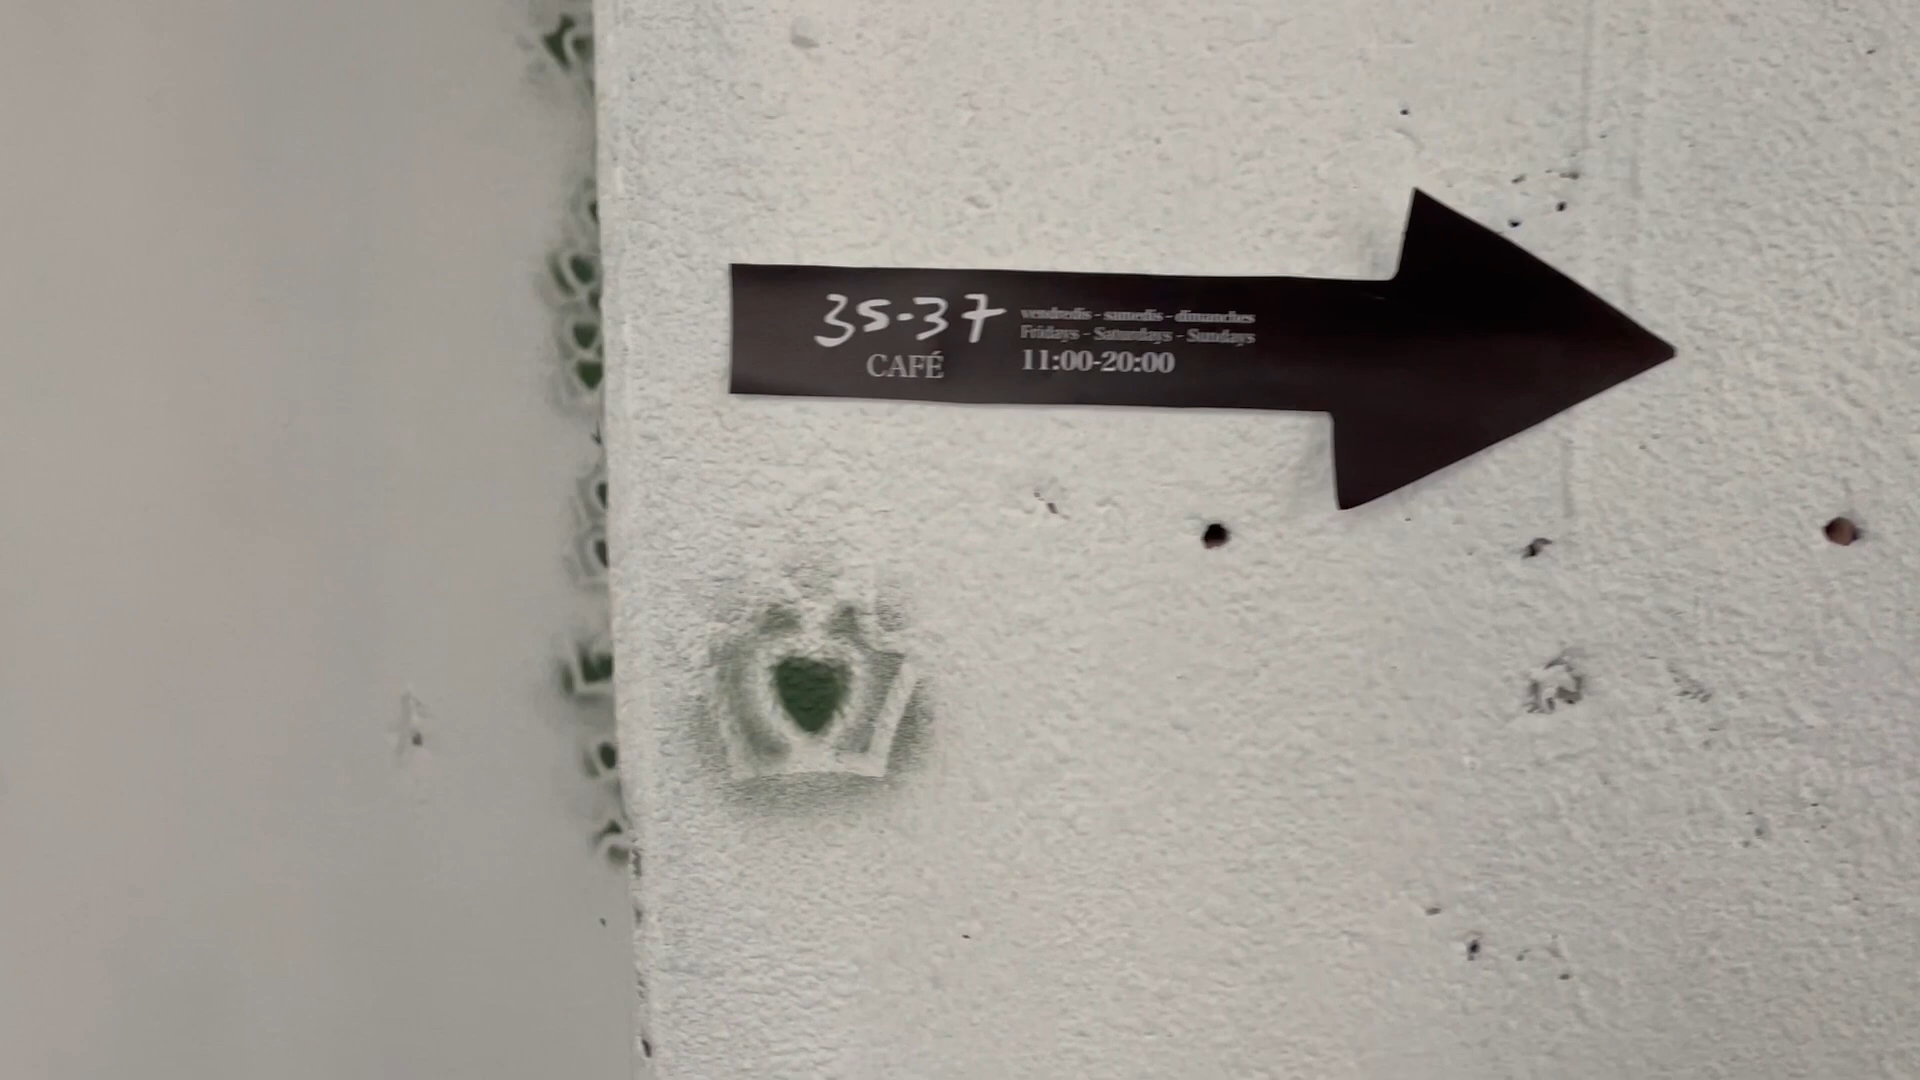 35-37
CAFÉ
vendredis - samedis - dimanches
Fridays - Saturdays - Sundays
11:00-20:00